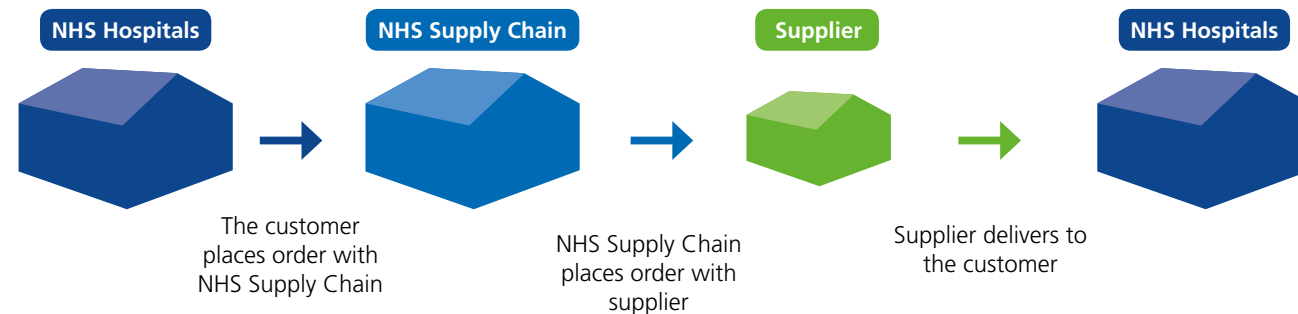 NHS Hospitals
NHS Supply Chain
Supplier
NHS Hospitals
The customer
places order with
NHS Supply Chain
NHS Supply Chain
places order with
supplier
Supplier delivers to
the customer